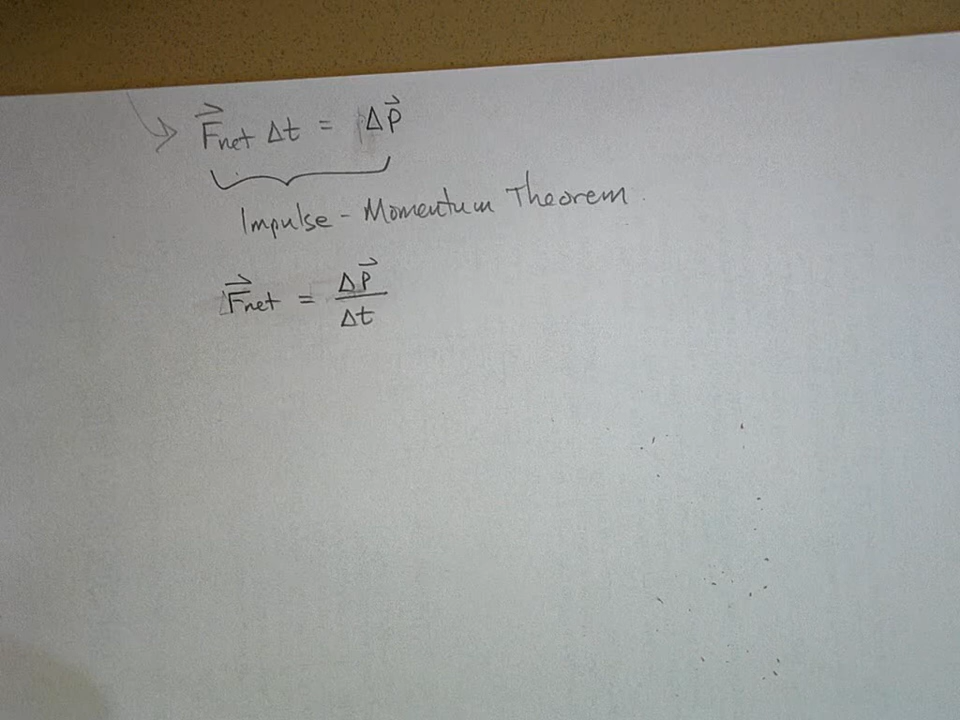 → F⃗net Δt = Δp⃗
Impulse - Momentum Theorem
F⃗net = Δp⃗ / Δt